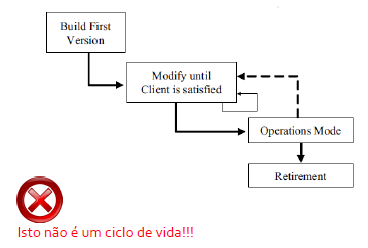 Build First
Version
Modify until
Client is satisfied
Operations Mode
Retirement
Isto não é um ciclo de vida!!!